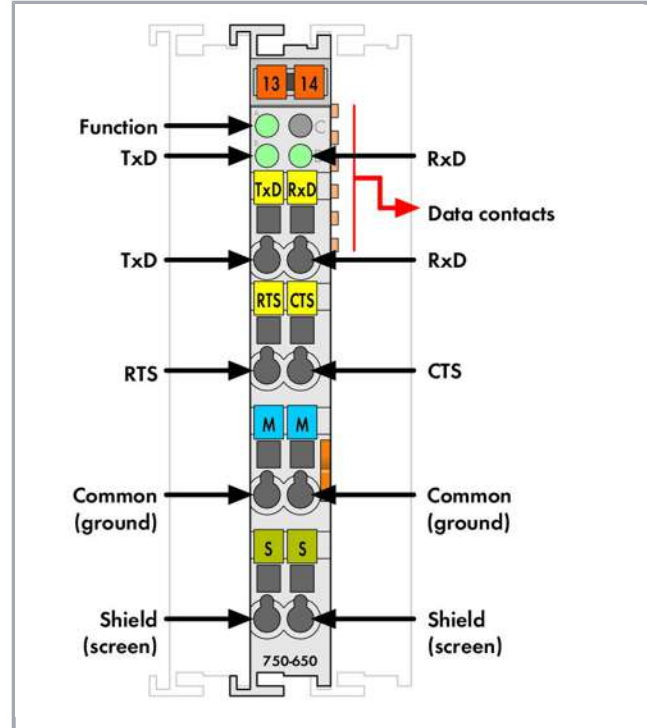 13 14
Function
C
TxD RxD
TxD RxD
Data contacts
TxD RxD
RTS CTS
RTS CTS
M M
Common Common
(ground) (ground)
S S
Shield Shield
(screen) (screen)
750-650